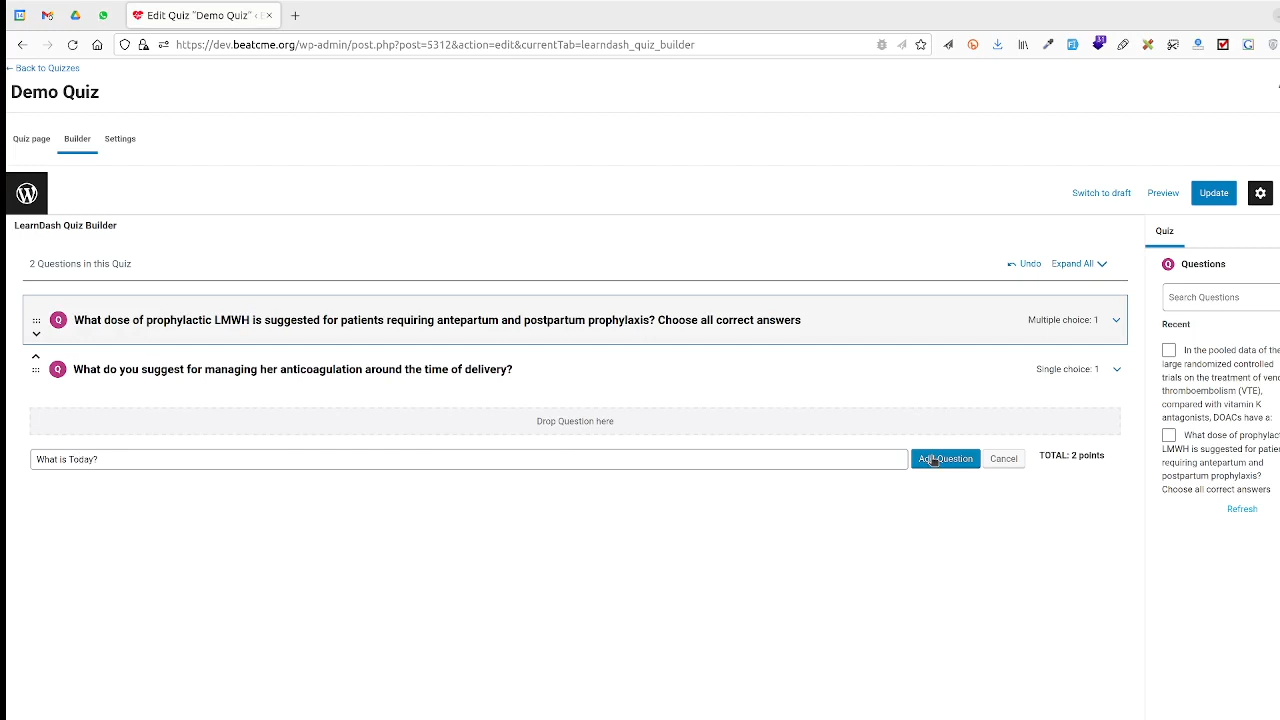 Edit Quiz "Demo Quiz" ‹ E
https://dev.beatcme.org/wp-admin/post.php?post=5312&action=edit&currentTab=learndash_quiz_builder
← Back to Quizzes
Demo Quiz
Quiz page Builder Settings
Switch to draft Preview Update
LearnDash Quiz Builder
Quiz
2 Questions in this Quiz
Undo Expand All
Q Questions
Search Questions
Q What dose of prophylactic LMWH is suggested for patients requiring antepartum and postpartum prophylaxis? Choose all correct answers
Multiple choice: 1
Recent
Q What do you suggest for managing her anticoagulation around the time of delivery?
Single choice: 1
In the pooled data of the
large randomized controlled
trials on the treatment of veno
thromboembolism (VTE),
compared with vitamin K
antagonists, DOACs have a:
Drop Question here
What is Today?
Add Question Cancel
TOTAL: 2 points
What dose of prophylact
LMWH is suggested for patie
requiring antepartum and
postpartum prophylaxis?
Choose all correct answers
Refresh